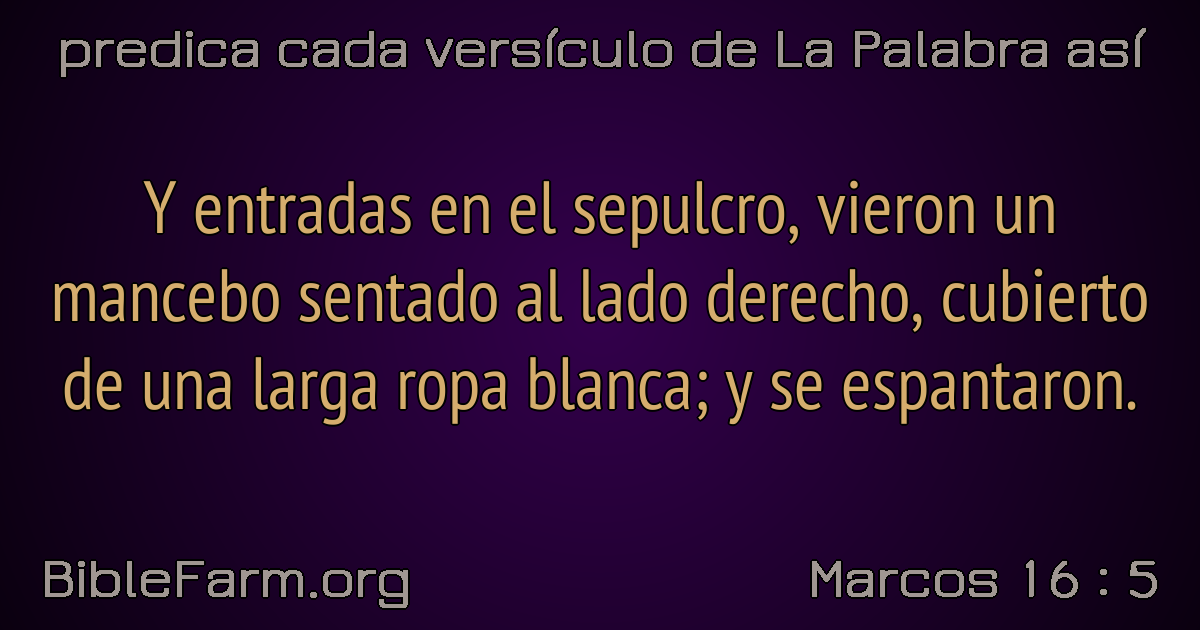 predica cada versículo de La Palabra así
Y entradas en el sepulcro, vieron un
mancebo sentado al lado derecho, cubierto
de una larga ropa blanca; y se espantaron.
BibleFarm.org
Marcos 16 : 5